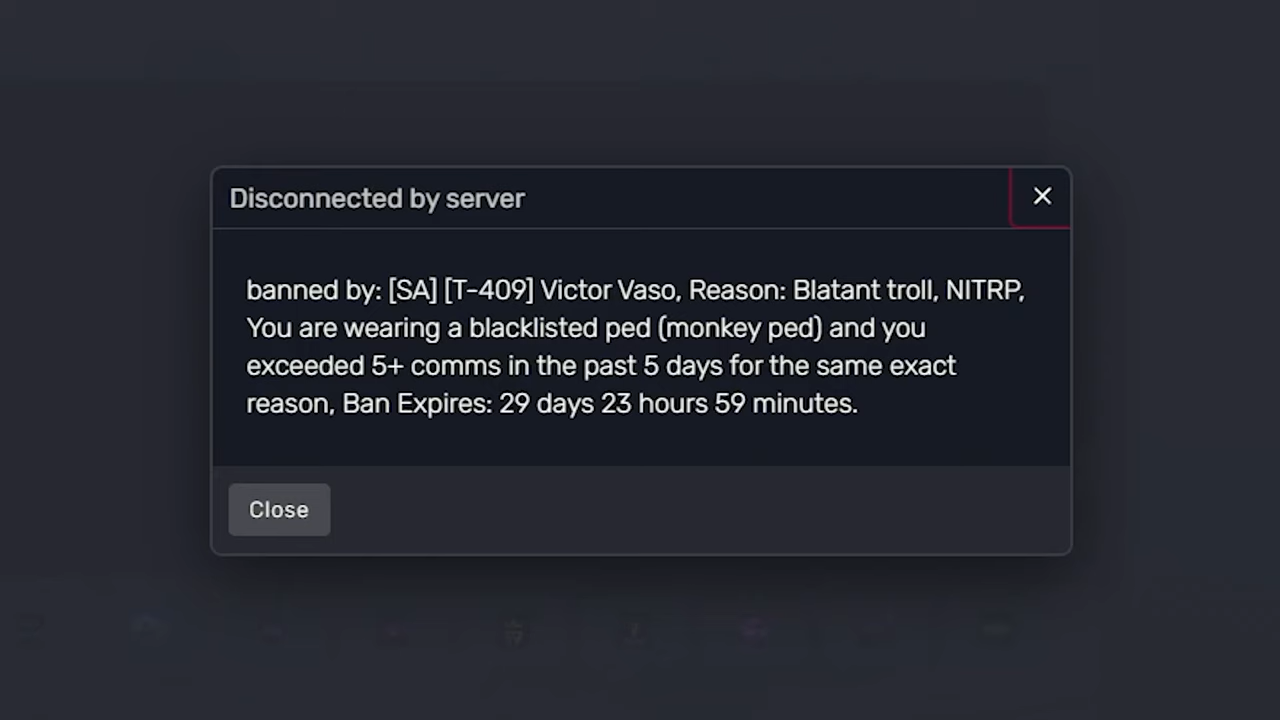 Disconnected by server
banned by: [SA] [T-409] Victor Vaso, Reason: Blatant troll, NITRP,
You are wearing a blacklisted ped (monkey ped) and you
exceeded 5+ comms in the past 5 days for the same exact
reason, Ban Expires: 29 days 23 hours 59 minutes.
Close